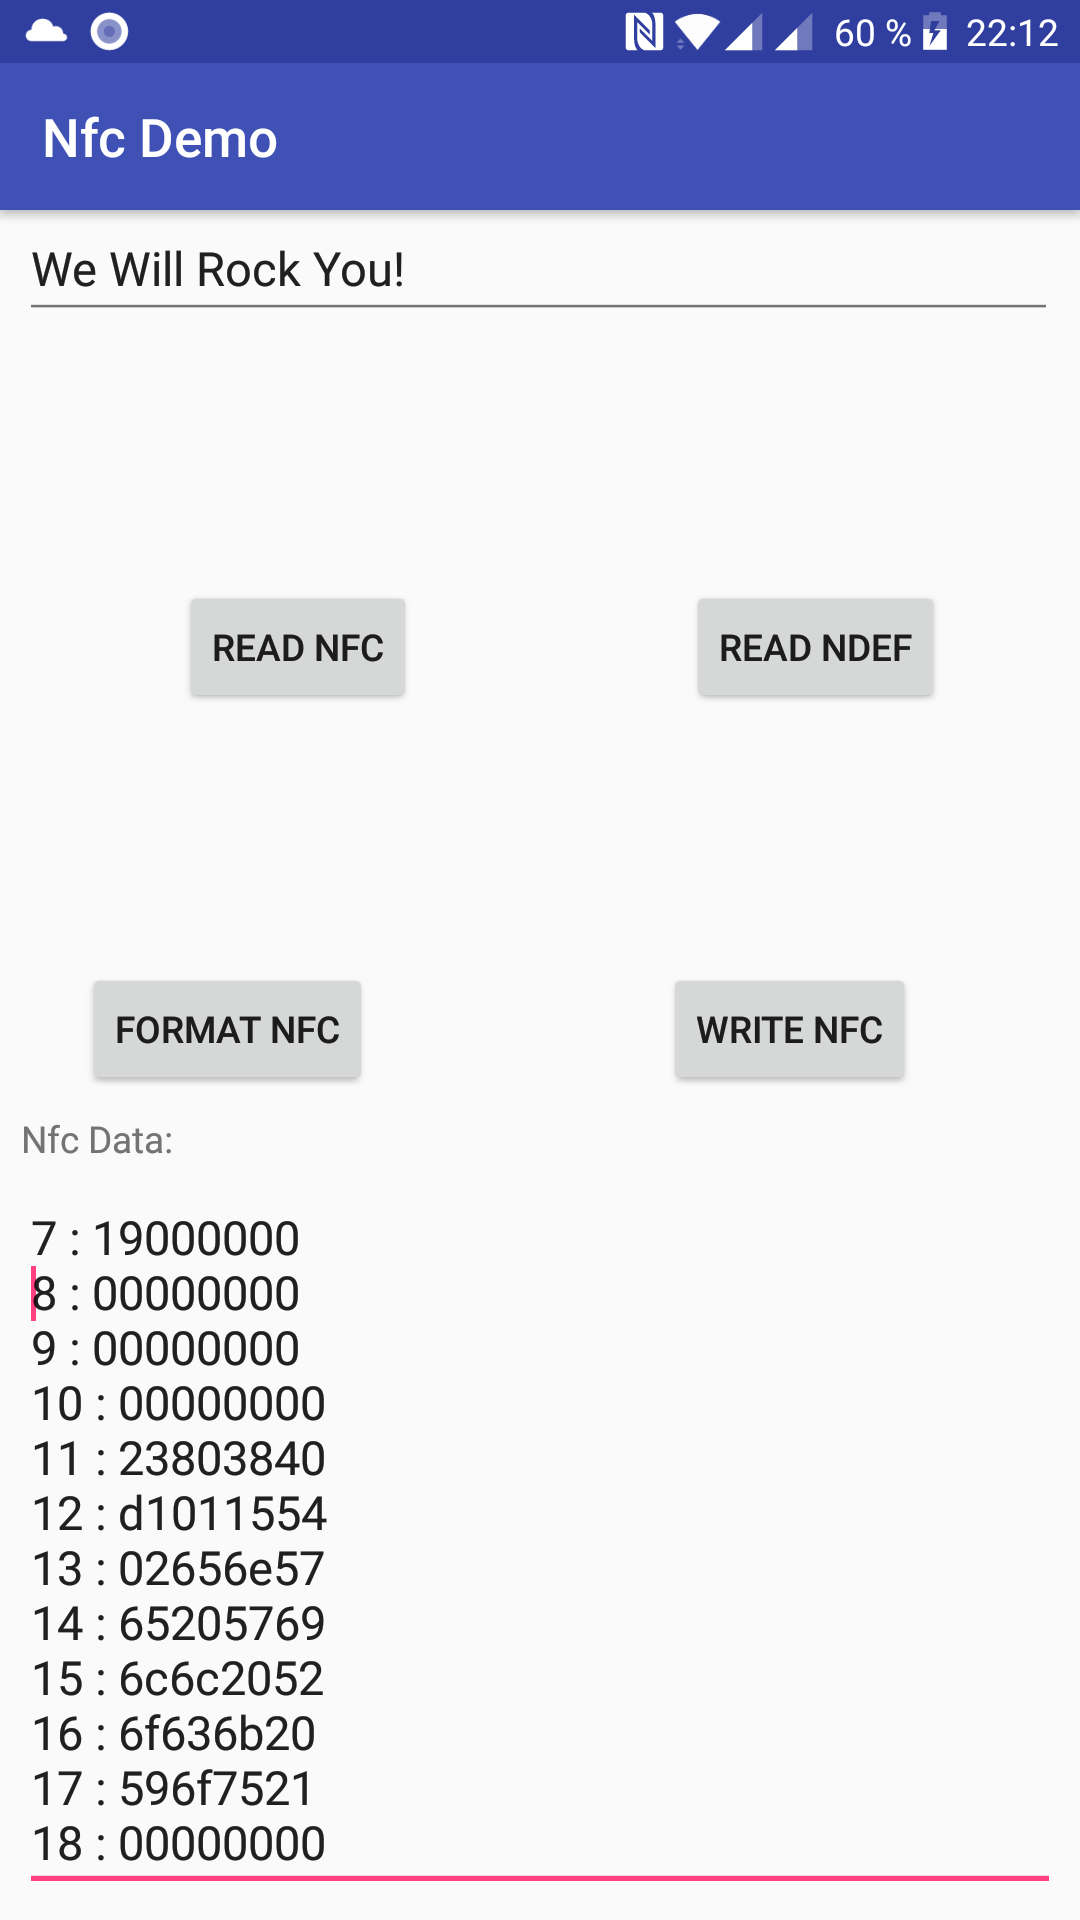 60 % 22:12
Nfc Demo
We Will Rock You!
READ NFC READ NDEF
FORMAT NFC WRITE NFC
Nfc Data:
7 : 19000000
8 : 00000000
9 : 00000000
10 : 00000000
11 : 23803840
12 : d1011554
13 : 02656e57
14 : 65205769
15 : 6c6c2052
16 : 6f636b20
17 : 596f7521
18 : 00000000